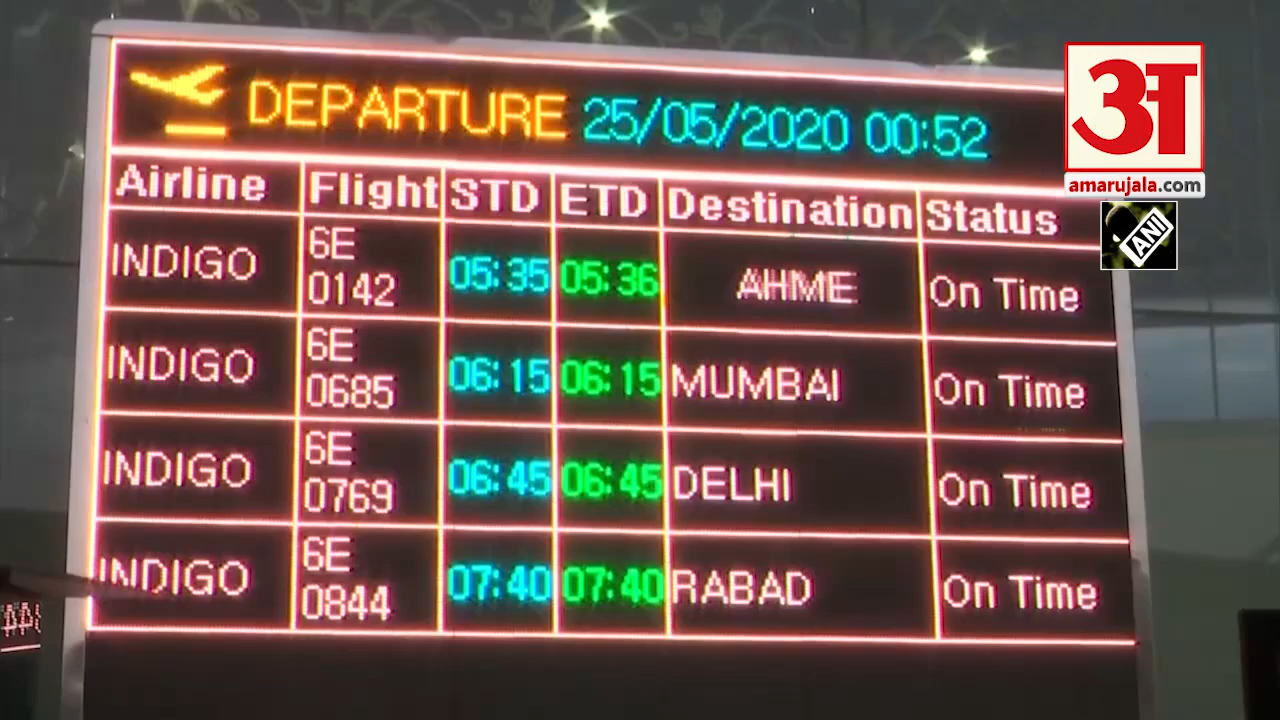 DEPARTURE 25/05/2020 00:52
Airline Flight STD ETD Destination Status
INDIGO 6E 0142 05:35 05:36 AHME On Time
INDIGO 6E 0685 06:15 06:15 MUMBAI On Time
INDIGO 6E 0769 06:45 06:45 DELHI On Time
INDIGO 6E 0844 07:40 07:40 RABAD On Time
अ
amarujala.com
ANI